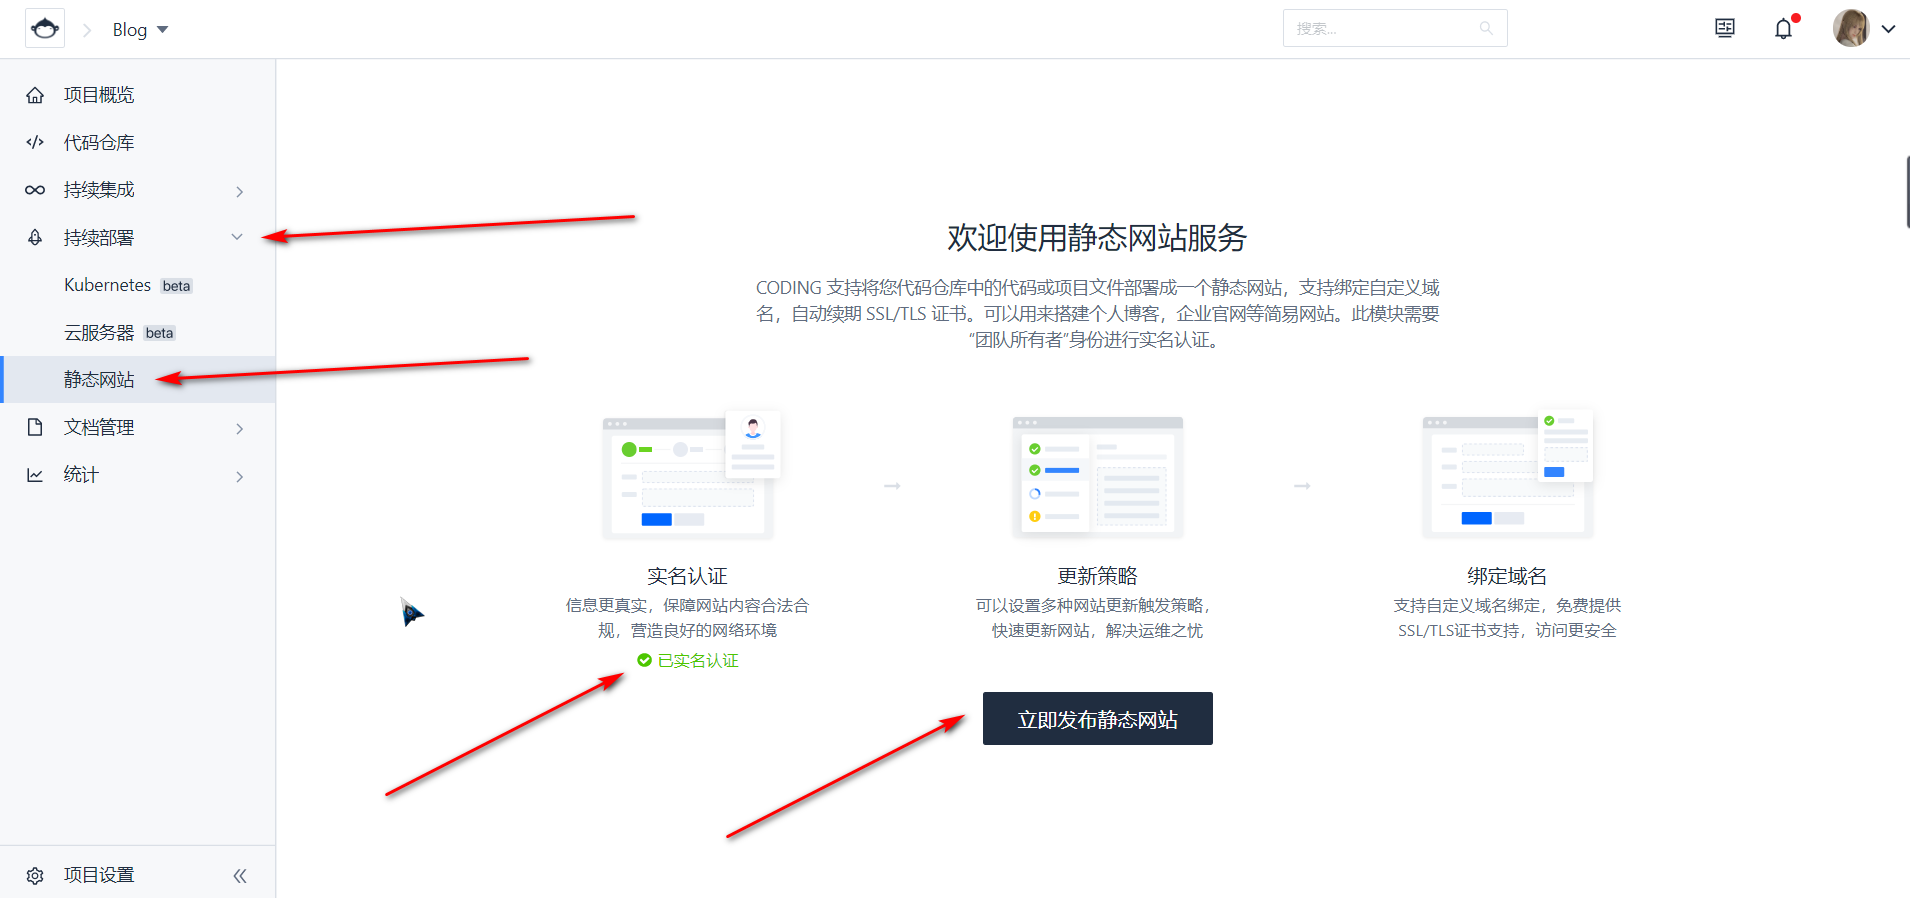 Blog
搜索...
项目概览
代码仓库
持续集成
持续部署
Kubernetes beta
云服务器 beta
静态网站
文档管理
统计
项目设置
欢迎使用静态网站服务
CODING 支持将您代码仓库中的代码或项目文件部署成一个静态网站，支持绑定自定义域
名，自动续期 SSL/TLS 证书。可以用来搭建个人博客，企业官网等简易网站。此模块需要
“团队所有者”身份进行实名认证。
实名认证
信息更真实，保障网站内容合法合
规，营造良好的网络环境
已实名认证
更新策略
可以设置多种网站更新触发策略，
快速更新网站，解决运维之忧
绑定域名
支持自定义域名绑定，免费提供
SSL/TLS证书支持，访问更安全
立即发布静态网站